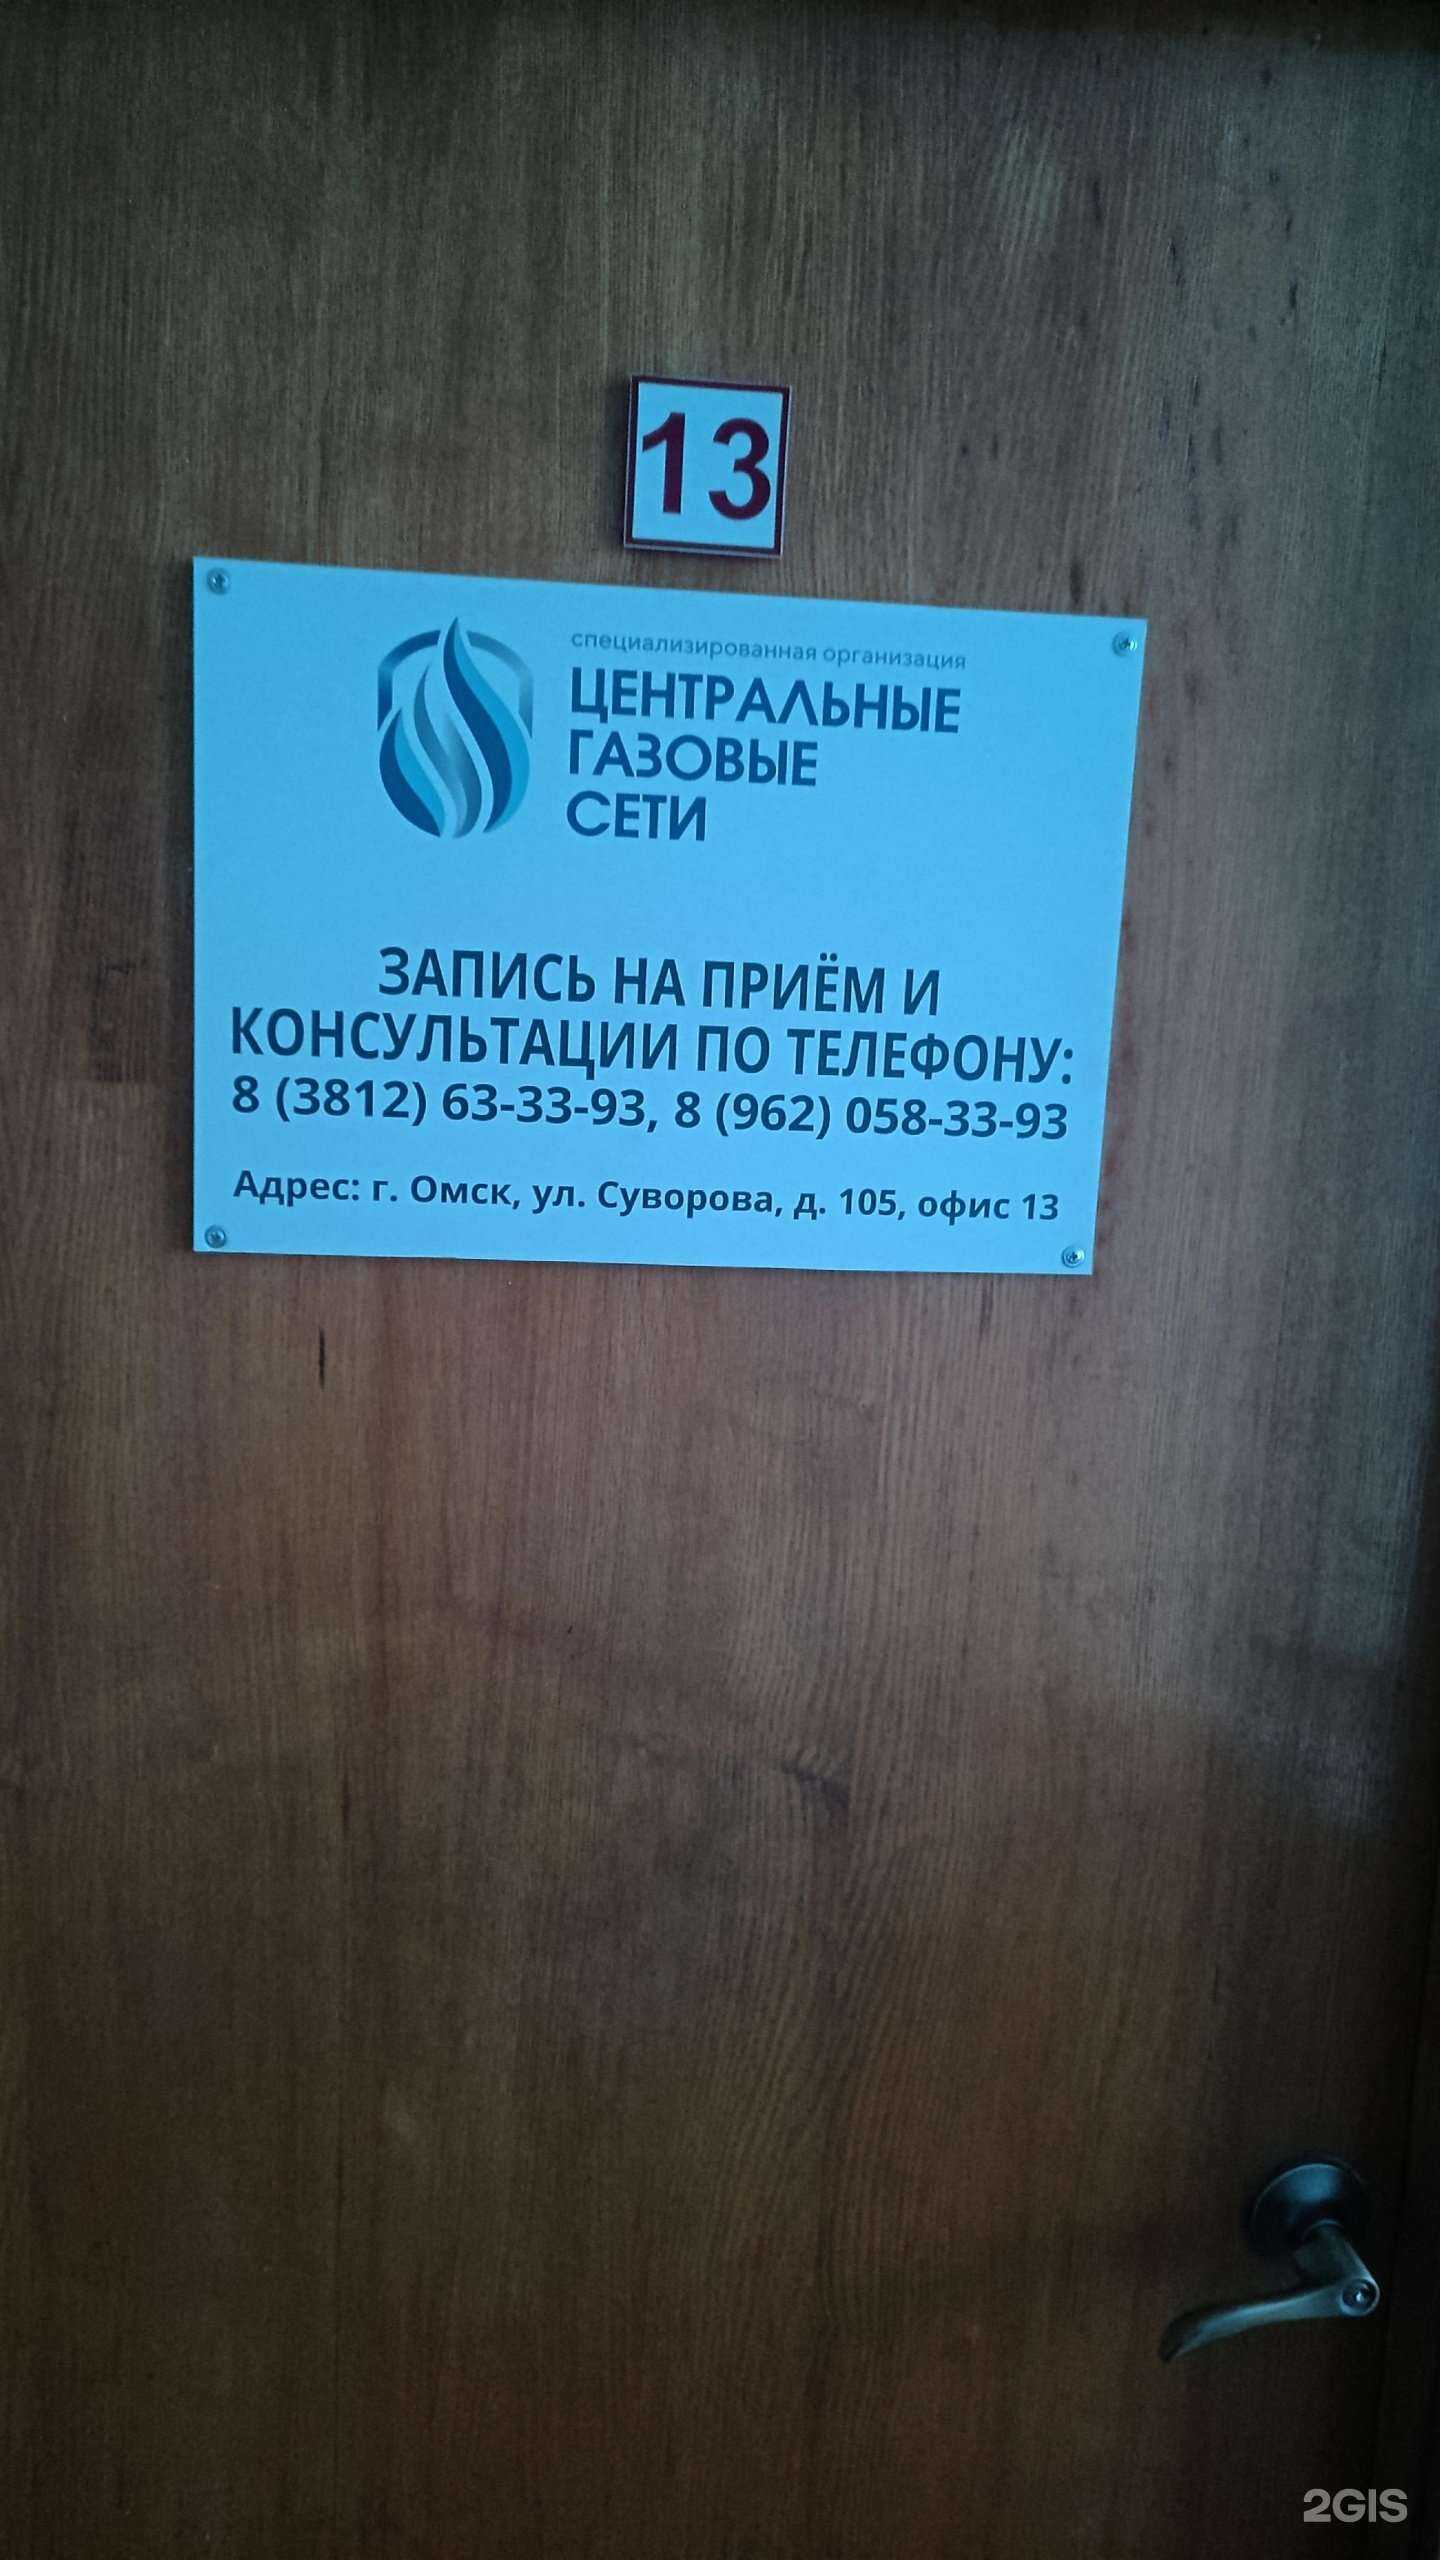 13
специализированная организация
ЦЕНТРАЛЬНЫЕ
ГАЗОВЫЕ
СЕТИ
ЗАПИСЬ НА ПРИЁМ И
КОНСУЛЬТАЦИИ ПО ТЕЛЕФОНУ:
8 (3812) 63-33-93, 8 (962) 058-33-93
Адрес: г. Омск, ул. Суворова, д. 105, офис 13
2GIS